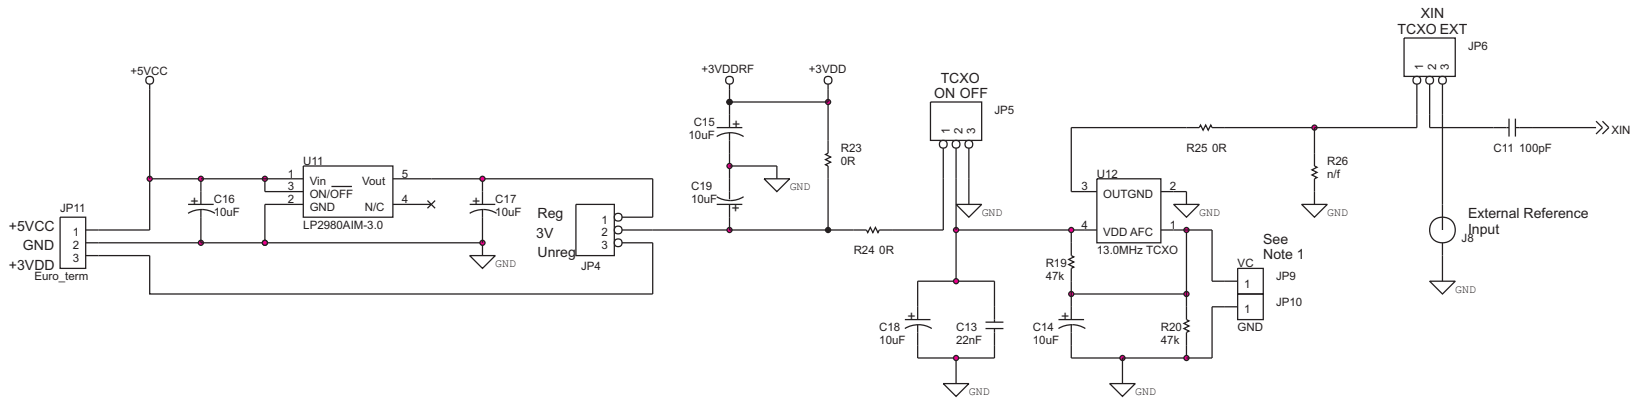 XIN
TCXO EXT
JP6
1 2 3
+5VCC
+3VDDRF
+3VDD
TCXO
ON OFF
JP5
1 2 3
C15
10uF
R23
0R
R25 0R
R26
n/f
GND
C11 100pF
XIN
U11
1
Vin
Vout
5
3
ON/OFF
2
GND
N/C
4
LP2980AIM-3.0
C16
10uF
C17
10uF
C19
10uF
GND
U12
3
OUT
GND
2
4
VDD
AFC
1
13.0MHz TCXO
GND
GND
JP11
+5VCC
1
GND
2
+3VDD
3
Euro_term
GND
Reg
1
3V
2
Unreg
3
JP4
R24 0R
R19
47k
See
Note 1
VC
1
JP9
1
JP10
GND
External Reference
Input
J8
GND
C18
10uF
C13
22nF
C14
10uF
R20
47k
GND
GND